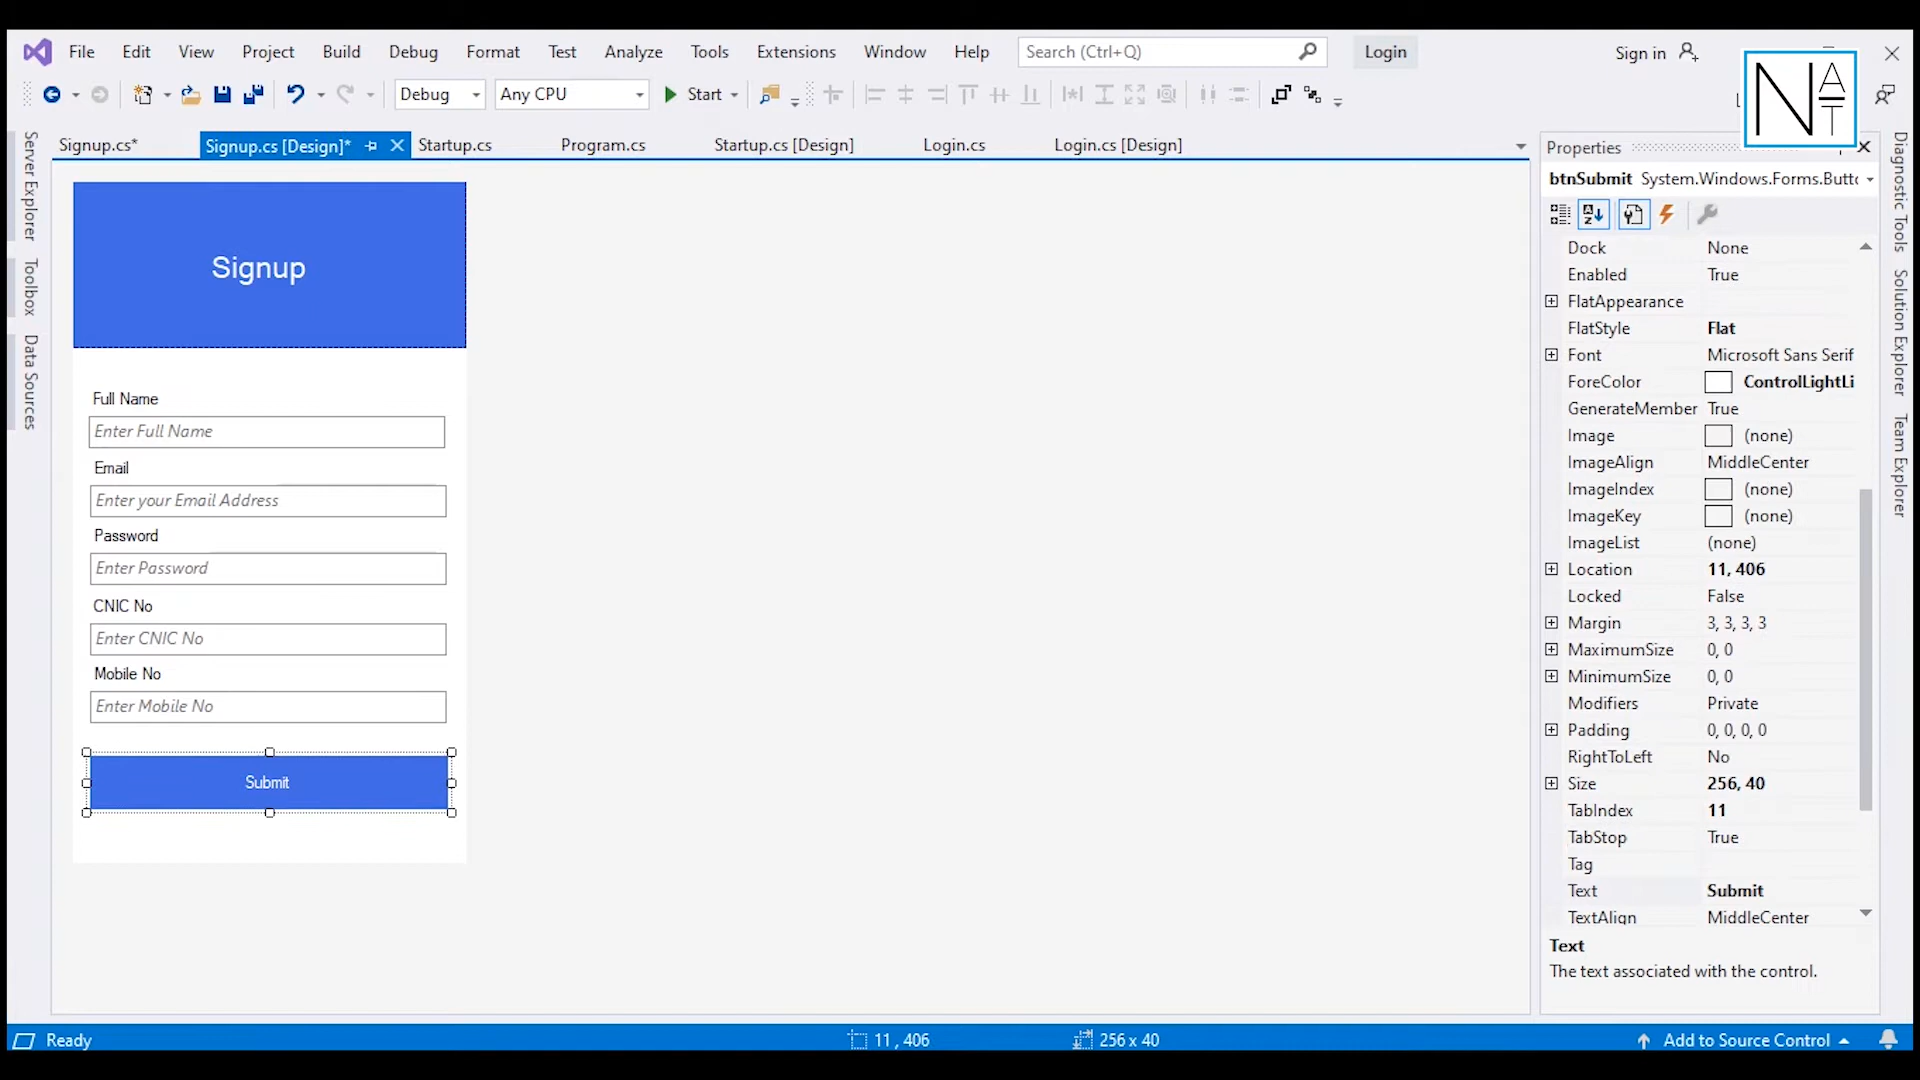 File Edit View Project Build Debug Format Test Analyze Tools Extensions Window Help Search (Ctrl+Q) Login Sign in
Debug Any CPU Start
NAT
Signup.cs* Signup.cs [Design]* Startup.cs Program.cs Startup.cs [Design] Login.cs Login.cs [Design]
Server Explorer
Toolbox
Data Sources
Signup
Full Name
Enter Full Name
Email
Enter your Email Address
Password
Enter Password
CNIC No
Enter CNIC No
Mobile No
Enter Mobile No
Submit
Properties
btnSubmit System.Windows.Forms.Butto
Dock None
Enabled True
FlatAppearance
FlatStyle Flat
Font Microsoft Sans Serif
ForeColor ControlLightLi
GenerateMember True
Image (none)
ImageAlign MiddleCenter
ImageIndex (none)
ImageKey (none)
ImageList (none)
Location 11, 406
Locked False
Margin 3, 3, 3, 3
MaximumSize 0, 0
MinimumSize 0, 0
Modifiers Private
Padding 0, 0, 0, 0
RightToLeft No
Size 256, 40
TabIndex 11
TabStop True
Tag
Text Submit
TextAlign MiddleCenter
Text
The text associated with the control.
Diagnostic Tools
Solution Explorer
Team Explorer
Ready 11 , 406 256 x 40 Add to Source Control